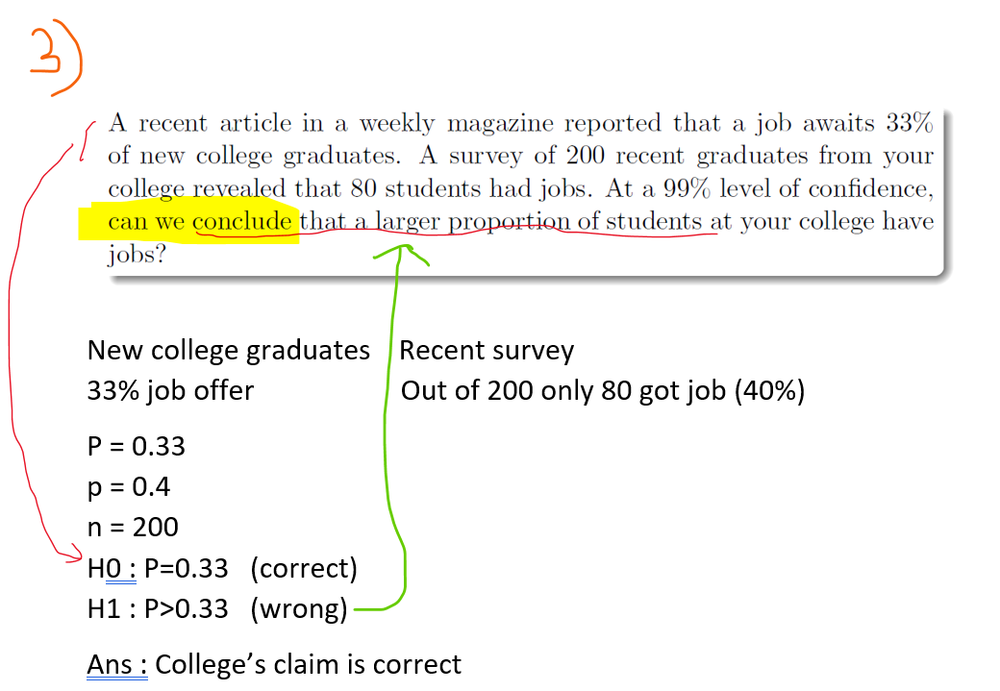 3)
A recent article in a weekly magazine reported that a job awaits 33%
of new college graduates. A survey of 200 recent graduates from your
college revealed that 80 students had jobs. At a 99% level of confidence,
can we conclude that a larger proportion of students at your college have
jobs?
New college graduates Recent survey
33% job offer Out of 200 only 80 got job (40%)
P = 0.33
p = 0.4
n = 200
H0 : P=0.33 (correct)
H1 : P>0.33 (wrong)
Ans : College’s claim is correct